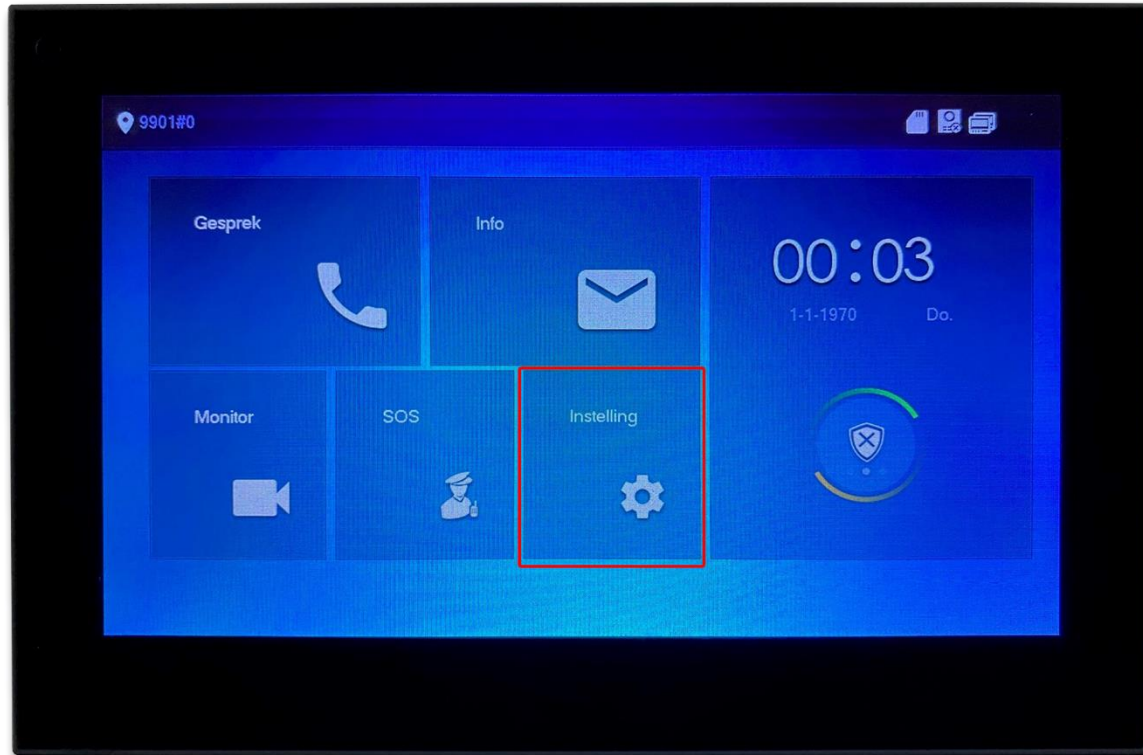 9901#0
Gesprek
Info
00:03
1-1-1970 Do.
Monitor
SOS
Instelling